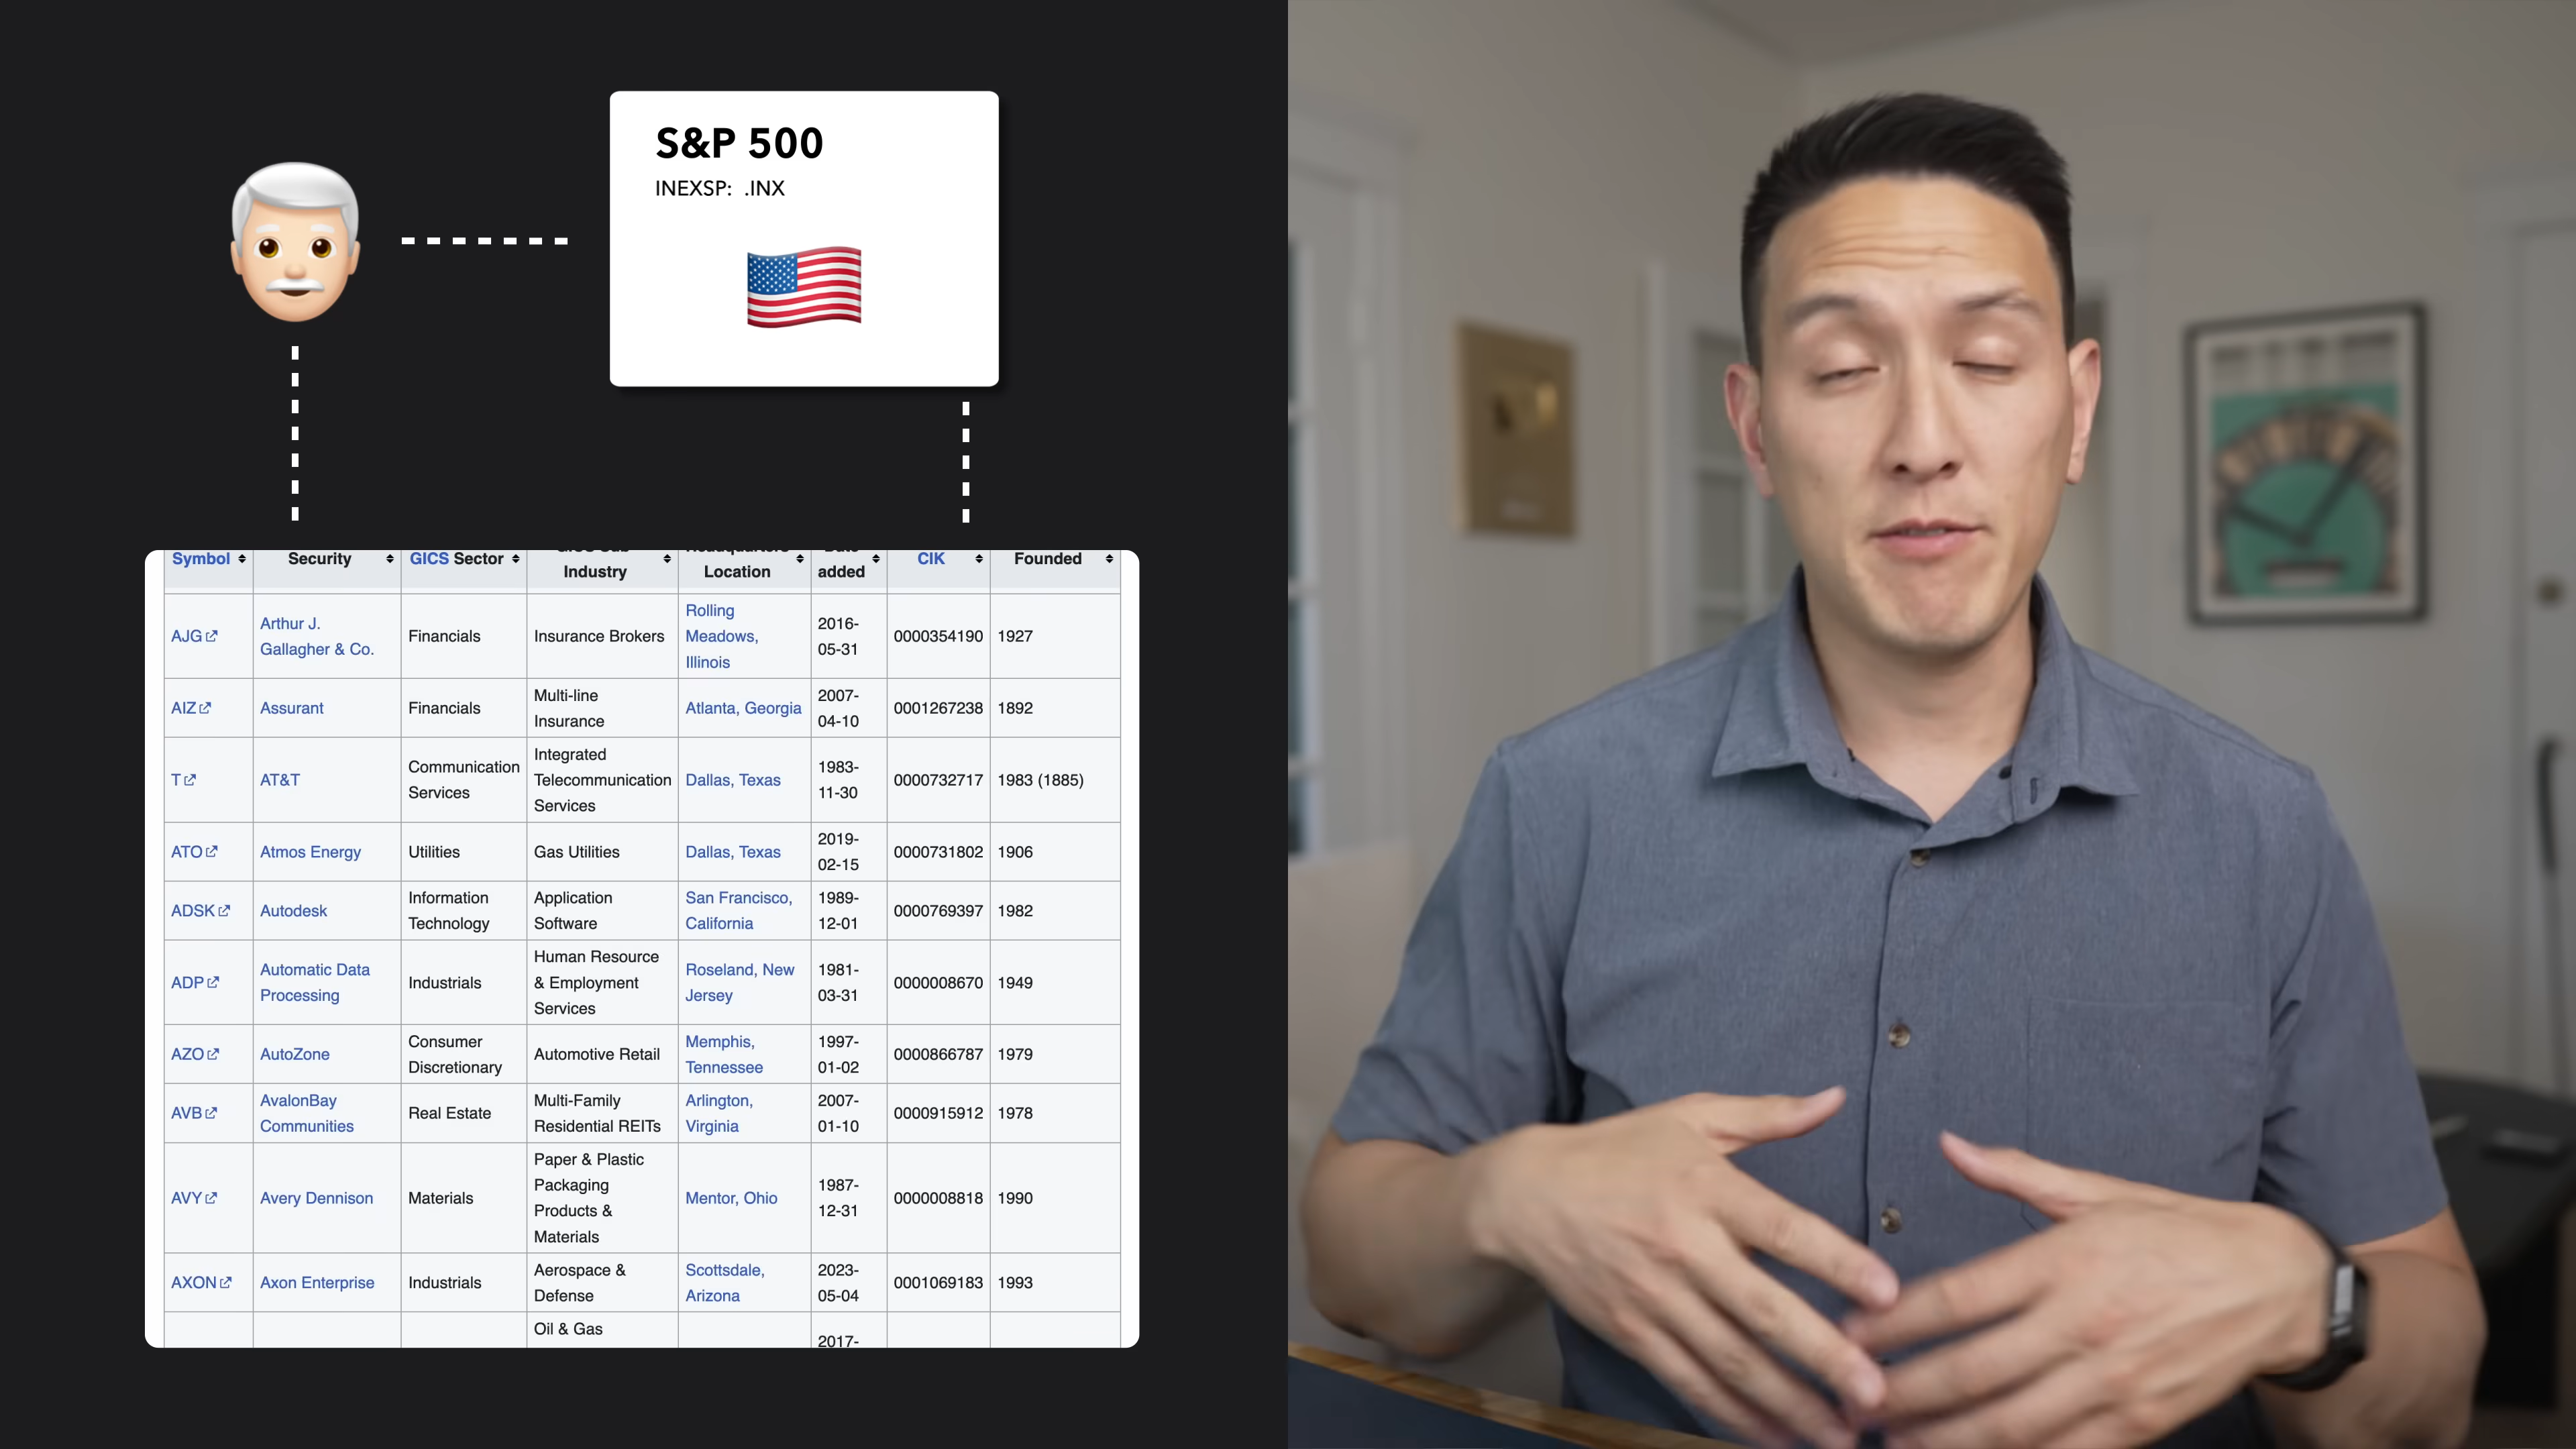 S&P 500
INEXSP: .INX
Symbol Security GICS Sector Industry Location added CIK Founded
AJG Arthur J. Gallagher & Co. Financials Insurance Brokers Rolling Meadows, Illinois 2016-05-31 0000354190 1927
AIZ Assurant Financials Multi-line Insurance Atlanta, Georgia 2007-04-10 0001267238 1892
T AT&T Communication Services Integrated Telecommunication Services Dallas, Texas 1983-11-30 0000732717 1983 (1885)
ATO Atmos Energy Utilities Gas Utilities Dallas, Texas 2019-02-15 0000731802 1906
ADSK Autodesk Information Technology Application Software San Francisco, California 1989-12-01 0000769397 1982
ADP Automatic Data Processing Industrials Human Resource & Employment Services Roseland, New Jersey 1981-03-31 0000008670 1949
AZO AutoZone Consumer Discretionary Automotive Retail Memphis, Tennessee 1997-01-02 0000866787 1979
AVB AvalonBay Communities Real Estate Multi-Family Residential REITs Arlington, Virginia 2007-01-10 0000915912 1978
AVY Avery Dennison Materials Paper & Plastic Packaging Products & Materials Mentor, Ohio 1987-12-31 0000008818 1990
AXON Axon Enterprise Industrials Aerospace & Defense Scottsdale, Arizona 2023-05-04 0001069183 1993
Oil & Gas 2017-